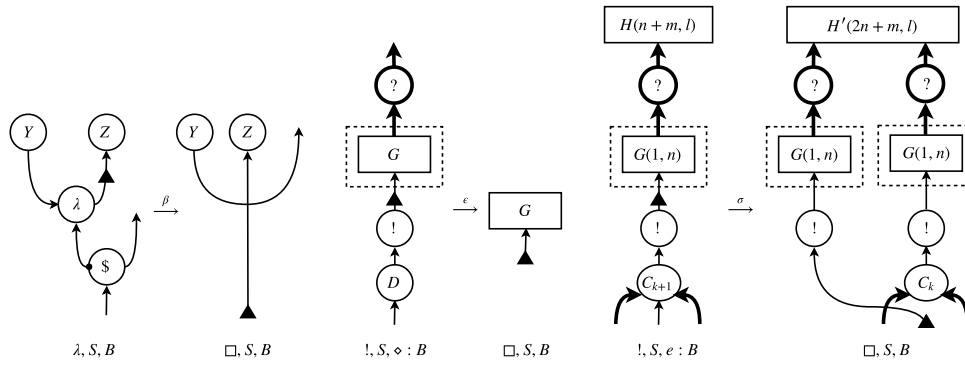 H(n + m, l)
H′(2n + m, l)
?
?
?
?
Y
Z
Y
Z
G
G(1, n)
G(1, n)
G(1, n)
λ
β
ϵ
G
σ
!
!
!
!
$
D
C_{k+1}
C_k
λ, S, B
□, S, B
!, S, ⋄ : B
□, S, B
!, S, e : B
□, S, B